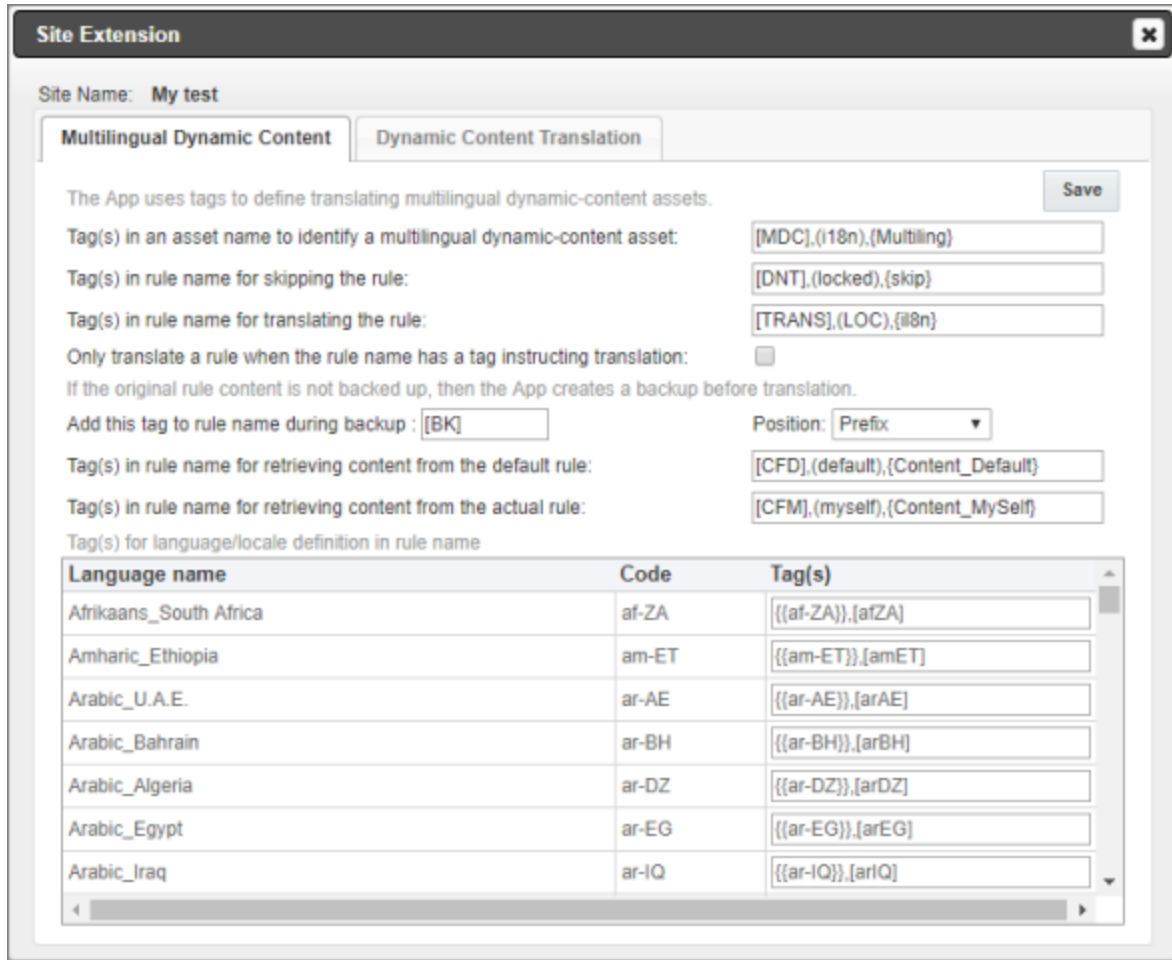 Site Extension
Site Name: My test
Multilingual Dynamic Content Dynamic Content Translation
The App uses tags to define translating multilingual dynamic-content assets. Save
Tag(s) in an asset name to identify a multilingual dynamic-content asset: [MDC],(i18n),{Multiling}
Tag(s) in rule name for skipping the rule: [DNT],(locked),{skip}
Tag(s) in rule name for translating the rule: [TRANS],(LOC),{il8n}
Only translate a rule when the rule name has a tag instructing translation:
If the original rule content is not backed up, then the App creates a backup before translation.
Add this tag to rule name during backup : [BK] Position: Prefix
Tag(s) in rule name for retrieving content from the default rule: [CFD],(default),{Content_Default}
Tag(s) in rule name for retrieving content from the actual rule: [CFM],(myself),{Content_MySelf}
Tag(s) for language/locale definition in rule name
Language name Code Tag(s)
Afrikaans_South Africa af-ZA {{af-ZA}},[afZA]
Amharic_Ethiopia am-ET {{am-ET}},[amET]
Arabic_U.A.E. ar-AE {{ar-AE}},[arAE]
Arabic_Bahrain ar-BH {{ar-BH}},[arBH]
Arabic_Algeria ar-DZ {{ar-DZ}},[arDZ]
Arabic_Egypt ar-EG {{ar-EG}},[arEG]
Arabic_Iraq ar-IQ {{ar-IQ}},[arIQ]